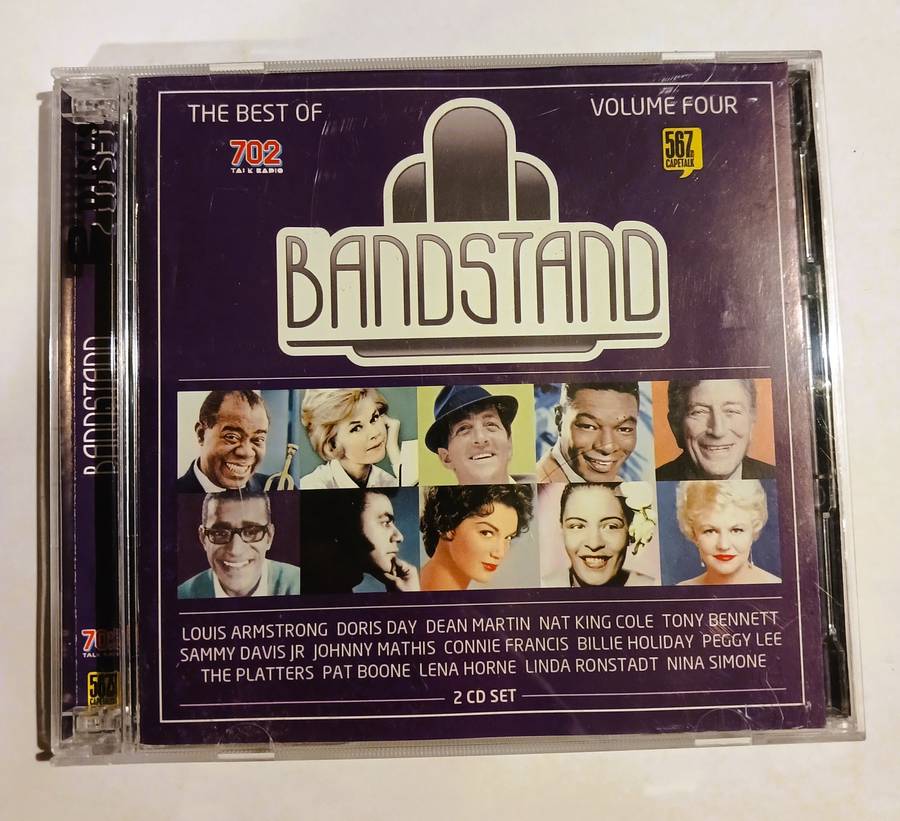 THE BEST OF
VOLUME FOUR
702
TALK RADIO
567
CAPETALK
BANDSTAND
LOUIS ARMSTRONG DORIS DAY DEAN MARTIN NAT KING COLE TONY BENNETT
SAMMY DAVIS JR JOHNNY MATHIS CONNIE FRANCIS BILLIE HOLIDAY PEGGY LEE
THE PLATTERS PAT BOONE LENA HORNE LINDA RONSTADT NINA SIMONE
2 CD SET
BANDSTAND
567
CAPETALK